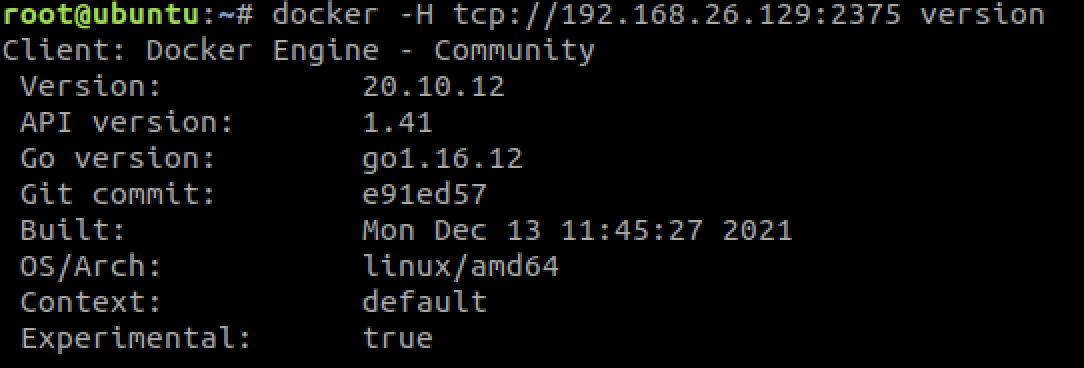 root@ubuntu:~# docker -H tcp://192.168.26.129:2375 version
Client: Docker Engine - Community
 Version:           20.10.12
 API version:       1.41
 Go version:        go1.16.12
 Git commit:        e91ed57
 Built:             Mon Dec 13 11:45:27 2021
 OS/Arch:           linux/amd64
 Context:           default
 Experimental:      true